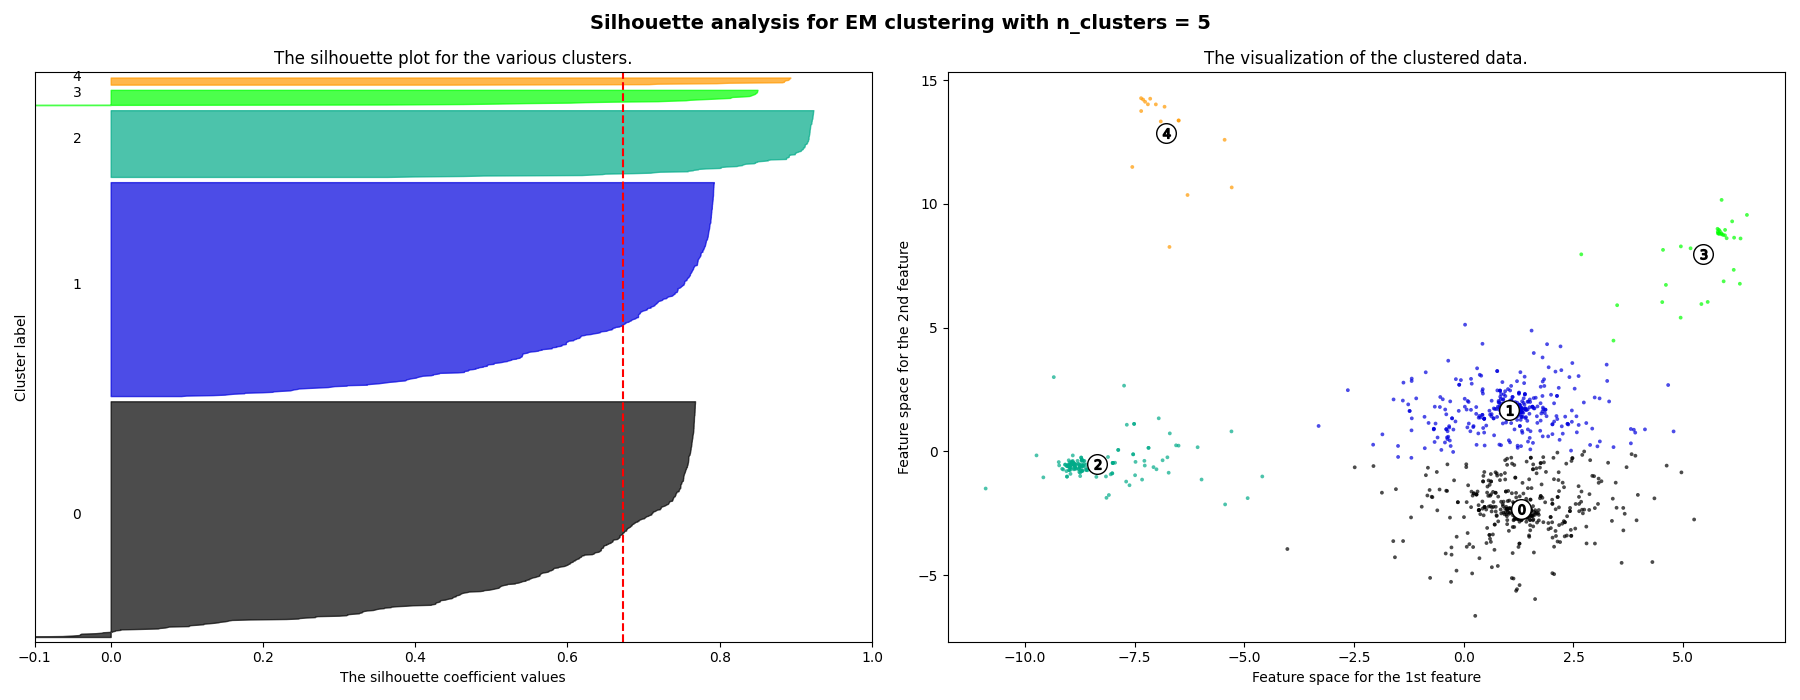 Silhouette analysis for EM clustering with n_clusters = 5
The silhouette plot for the various clusters.
4
3
2
1
0
Cluster label
−0.1 0.0 0.2 0.4 0.6 0.8 1.0
The silhouette coefficient values
The visualization of the clustered data.
15
10
5
0
−5
Feature space for the 2nd feature
4
3
1
2
0
−10.0 −7.5 −5.0 −2.5 0.0 2.5 5.0
Feature space for the 1st feature